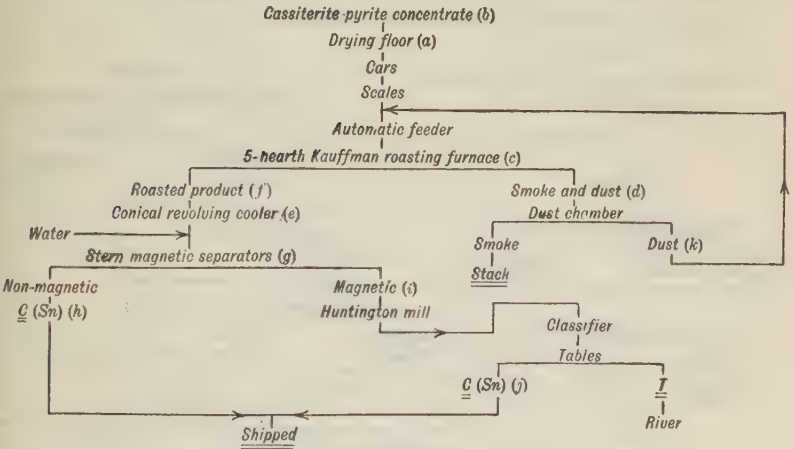 Cassiterite-pyrite concentrate (b)
Drying floor (a)
Cars
Scales
Automatic feeder
5-hearth Kauffman roasting furnace (c)
Roasted product (f)
Smoke and dust (d)
Conical revolving cooler (e)
Dust chamber
Water
Smoke
Dust (k)
Stern magnetic separators (g)
Stack
Non-magnetic
Magnetic (i)
C (Sn) (h)
Huntington mill
Classifier
Tables
C (Sn) (j)
T
River
Shipped